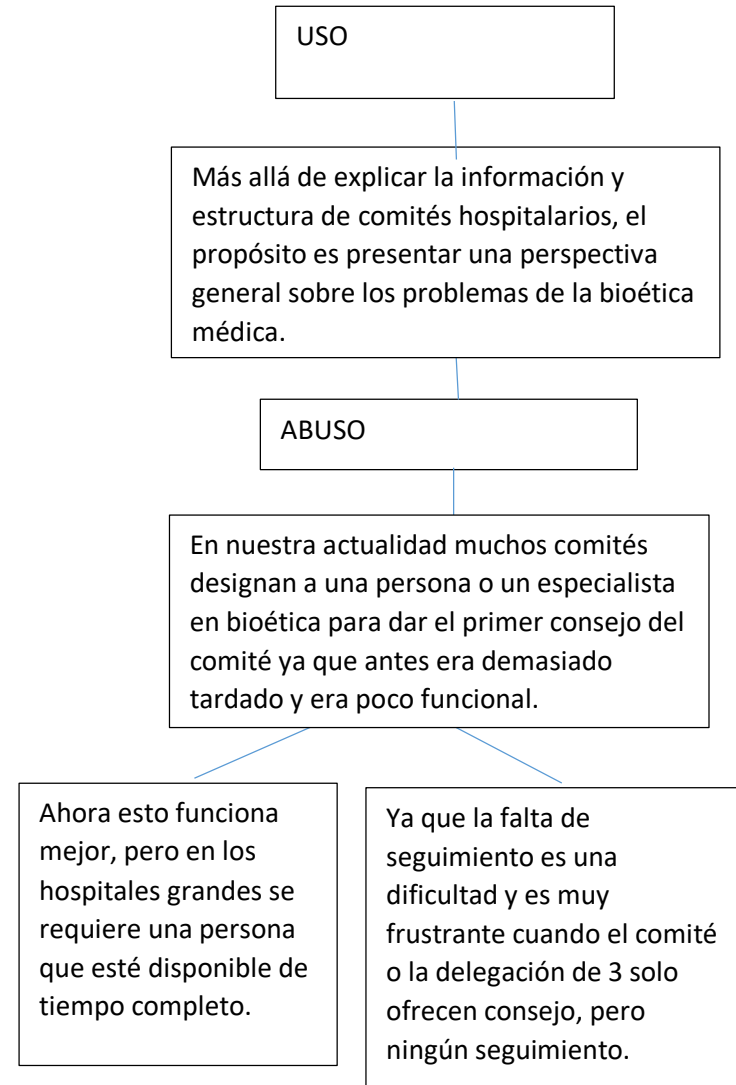 USO
Más allá de explicar la información y
estructura de comités hospitalarios, el
propósito es presentar una perspectiva
general sobre los problemas de la bioética
médica.
ABUSO
En nuestra actualidad muchos comités
designan a una persona o un especialista
en bioética para dar el primer consejo del
comité ya que antes era demasiado
tardado y era poco funcional.
Ahora esto funciona
mejor, pero en los
hospitales grandes se
requiere una persona
que esté disponible de
tiempo completo.
Ya que la falta de
seguimiento es una
dificultad y es muy
frustrante cuando el comité
o la delegación de 3 solo
ofrecen consejo, pero
ningún seguimiento.